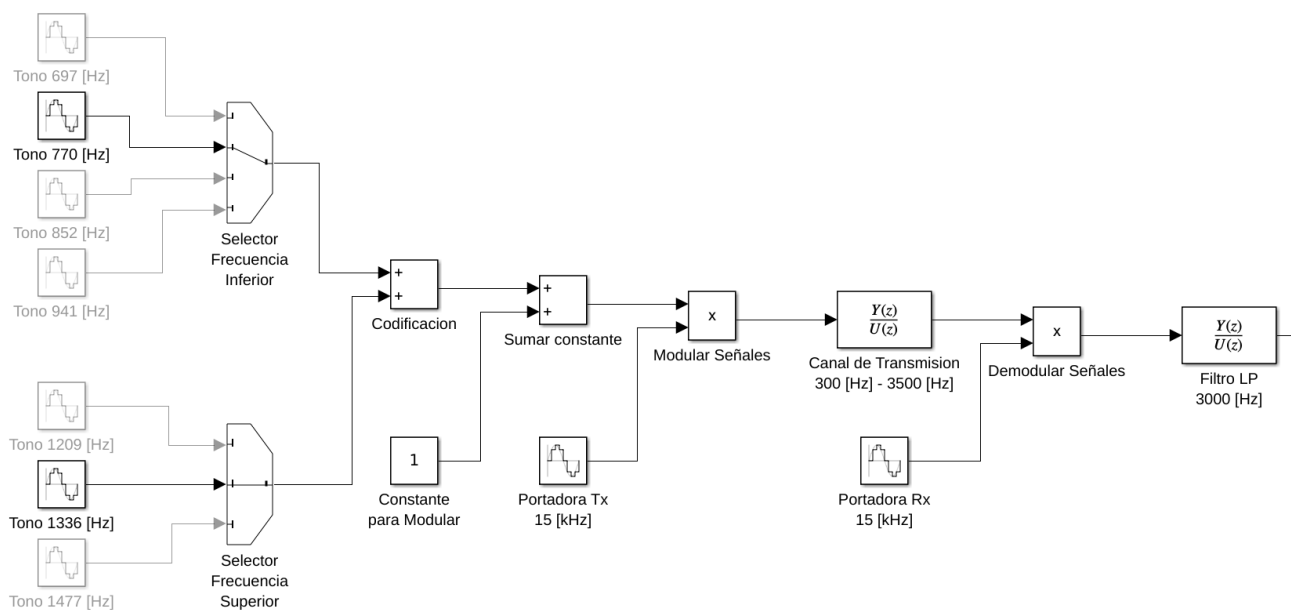 Tono 697 [Hz]
Tono 770 [Hz]
Tono 852 [Hz]
Tono 941 [Hz]
Selector
Frecuencia
Inferior
Tono 1209 [Hz]
Tono 1336 [Hz]
Tono 1477 [Hz]
Selector
Frecuencia
Superior
+
+
Codificacion
1
Constante
para Modular
+
+
Sumar constante
Portadora Tx
15 [kHz]
x
Modular Señales
Y(z)
U(z)
Canal de Transmision
300 [Hz] - 3500 [Hz]
Portadora Rx
15 [kHz]
x
Demodular Señales
Y(z)
U(z)
Filtro LP
3000 [Hz]